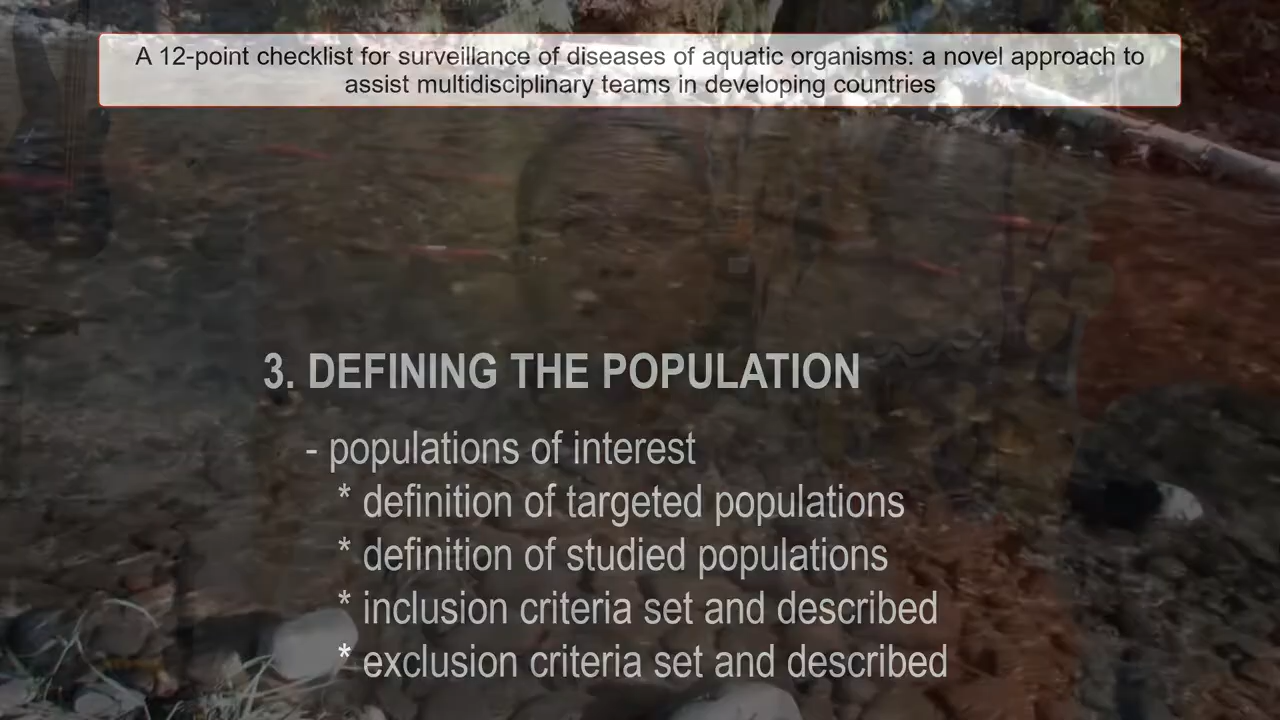 A 12-point checklist for surveillance of diseases of aquatic organisms: a novel approach to
assist multidisciplinary teams in developing countries
3. DEFINING THE POPULATION
- populations of interest
* definition of targeted populations
* definition of studied populations
* inclusion criteria set and described
* exclusion criteria set and described